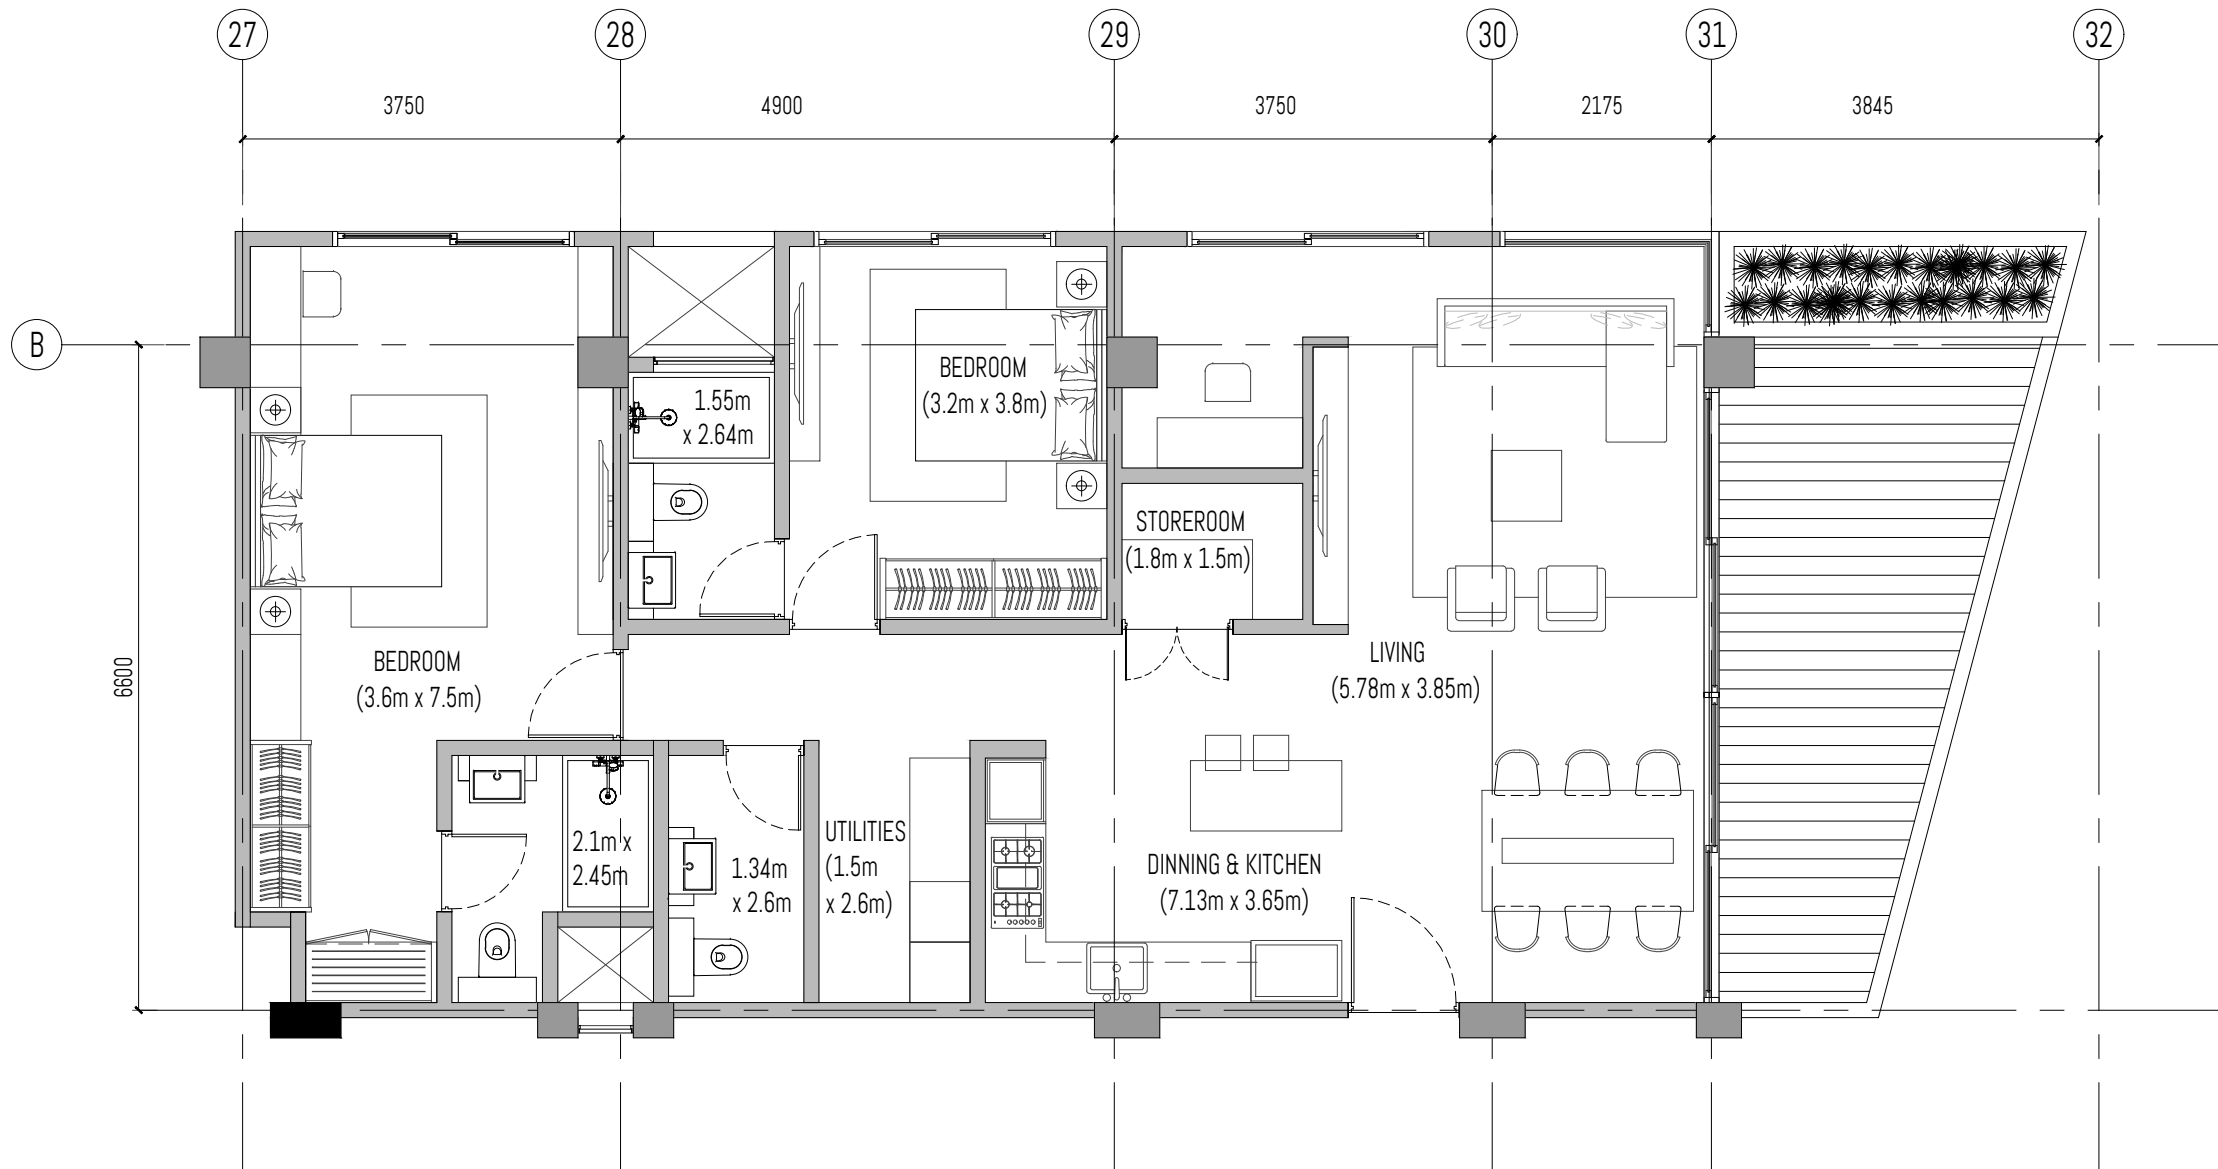 27
28
29
30
31
32
3750
4900
3750
2175
3845
B
6600
BEDROOM
(3.2m x 3.8m)
1.55m
x 2.64m
STOREROOM
(1.8m x 1.5m)
BEDROOM
(3.6m x 7.5m)
LIVING
(5.78m x 3.85m)
2.1m x
2.45m
1.34m
x 2.6m
UTILITIES
(1.5m
x 2.6m)
DINNING & KITCHEN
(7.13m x 3.65m)